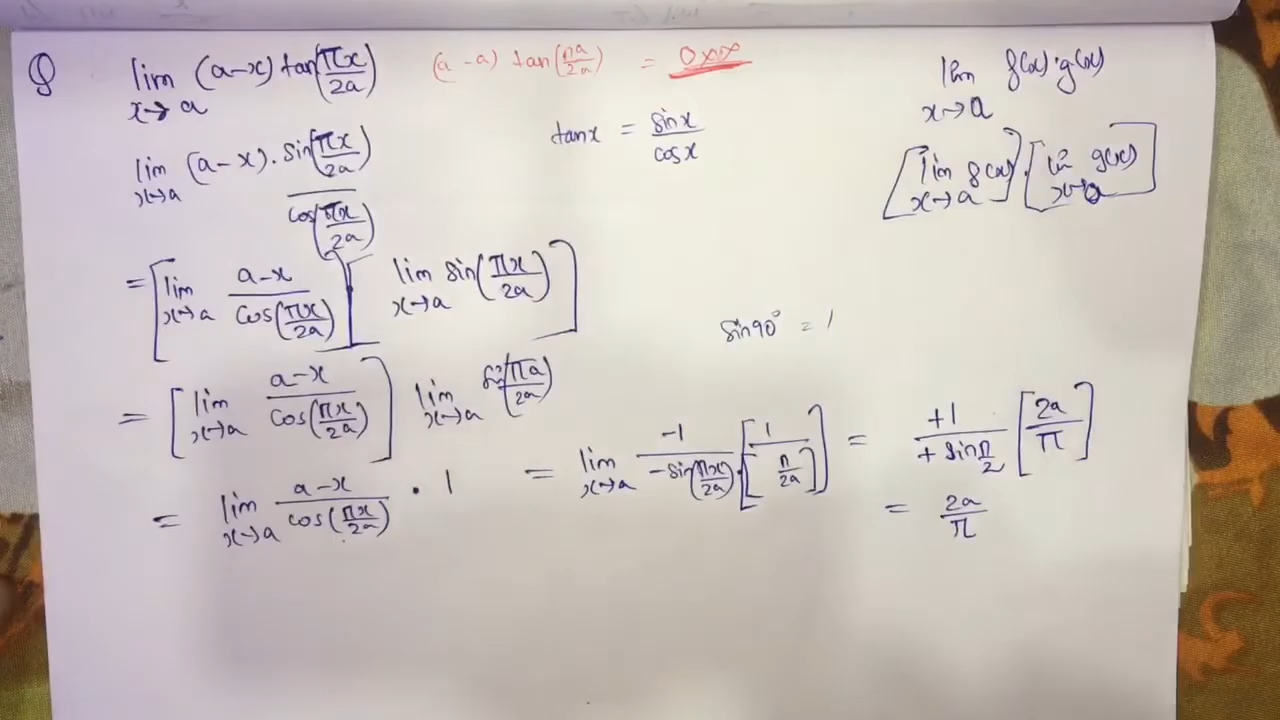 Q lim x→a (a-x) tan(πx/2a) (a-a) tan(πa/2a) = 0×∞
lim x→a f(x)·g(x)
tanx = sinx/cosx
lim x→a (a-x). sin(πx/2a)/cos(πx/2a)
[lim x→a f(x)].[lim x→a g(x)]
= [lim x→a a-x/cos(πx/2a)] [lim x→a sin(πx/2a)]
sin90° = 1
= [lim x→a a-x/cos(πx/2a)] lim x→a sin(πa/2a)
= lim x→a a-x/cos(πx/2a) · 1
= lim x→a -1/-sin(πx/2a) [1/[π/2a]] = +1/+sinπ/2 [2a/π]
= 2a/π